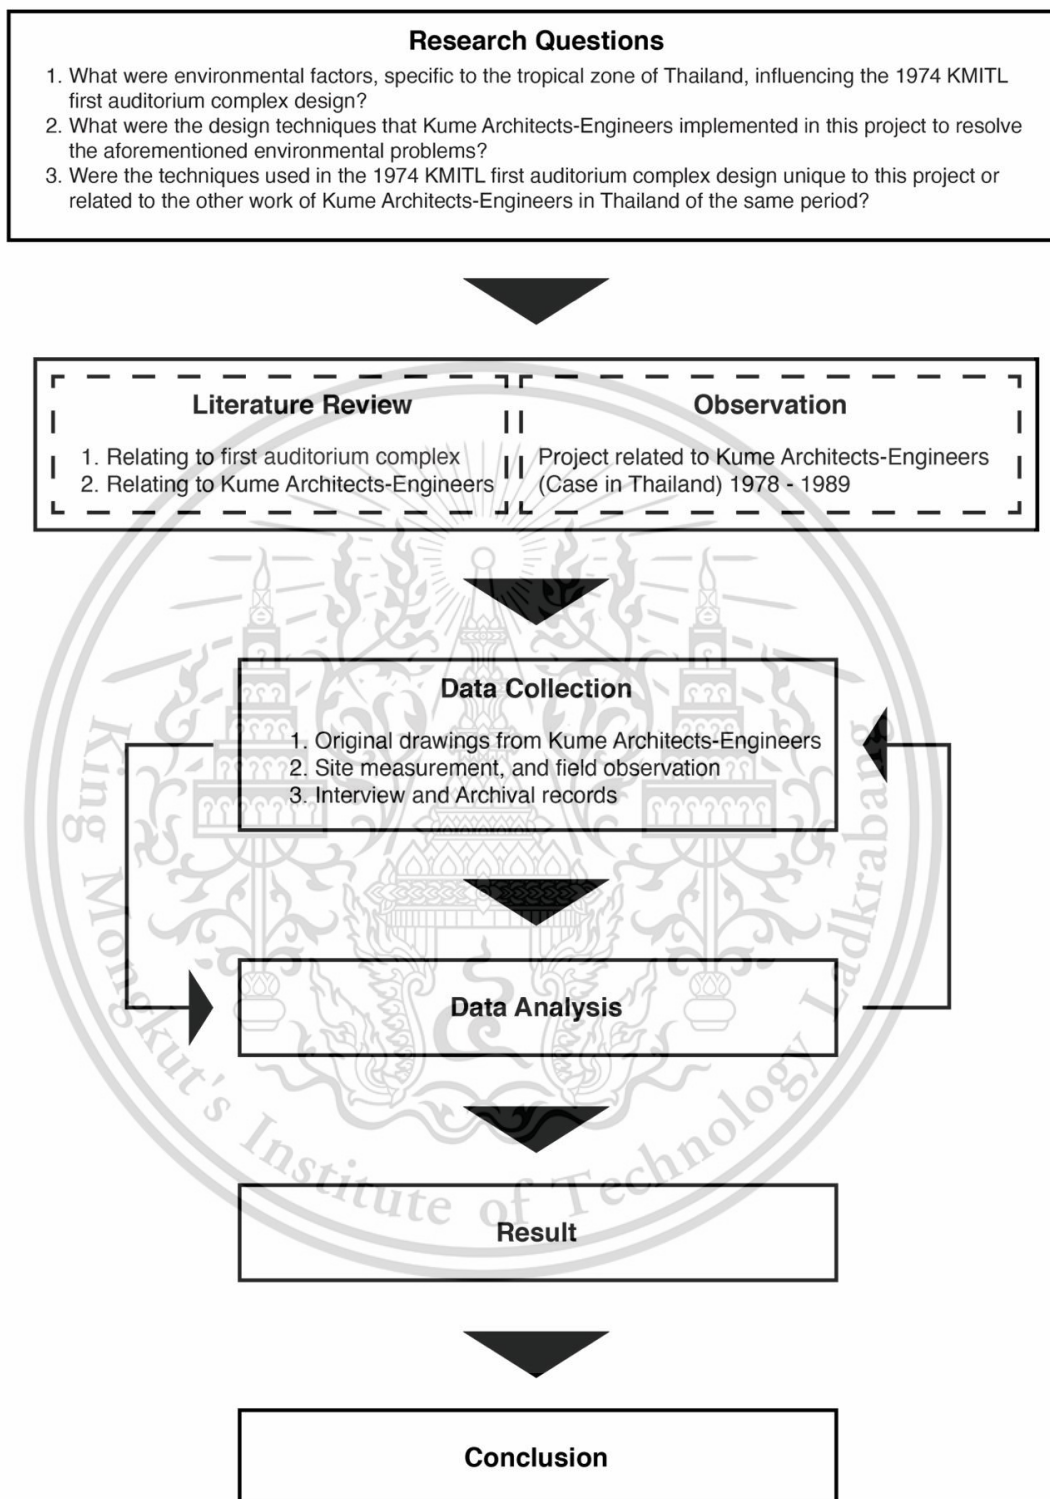 Research Questions
1. What were environmental factors, specific to the tropical zone of Thailand, influencing the 1974 KMITL
first auditorium complex design?
2. What were the design techniques that Kume Architects-Engineers implemented in this project to resolve
the aforementioned environmental problems?
3. Were the techniques used in the 1974 KMITL first auditorium complex design unique to this project or
related to the other work of Kume Architects-Engineers in Thailand of the same period?
Literature Review
1. Relating to first auditorium complex
2. Relating to Kume Architects-Engineers
Observation
Project related to Kume Architects-Engineers
(Case in Thailand) 1978 - 1989
Data Collection
1. Original drawings from Kume Architects-Engineers
2. Site measurement, and field observation
3. Interview and Archival records
Data Analysis
Result
Conclusion
King Mongkut's Institute of Technology Ladkrabang